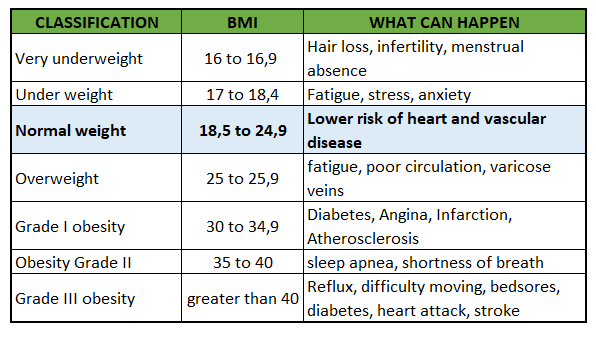 CLASSIFICATION BMI WHAT CAN HAPPEN
Very underweight 16 to 16,9 Hair loss, infertility, menstrual
absence
Under weight 17 to 18,4 Fatigue, stress, anxiety
Normal weight 18,5 to 24,9 Lower risk of heart and vascular
disease
Overweight 25 to 25,9 fatigue, poor circulation, varicose
veins
Grade I obesity 30 to 34,9 Diabetes, Angina, Infarction,
Atherosclerosis
Obesity Grade II 35 to 40 sleep apnea, shortness of breath
Grade III obesity greater than 40 Reflux, difficulty moving, bedsores,
diabetes, heart attack, stroke